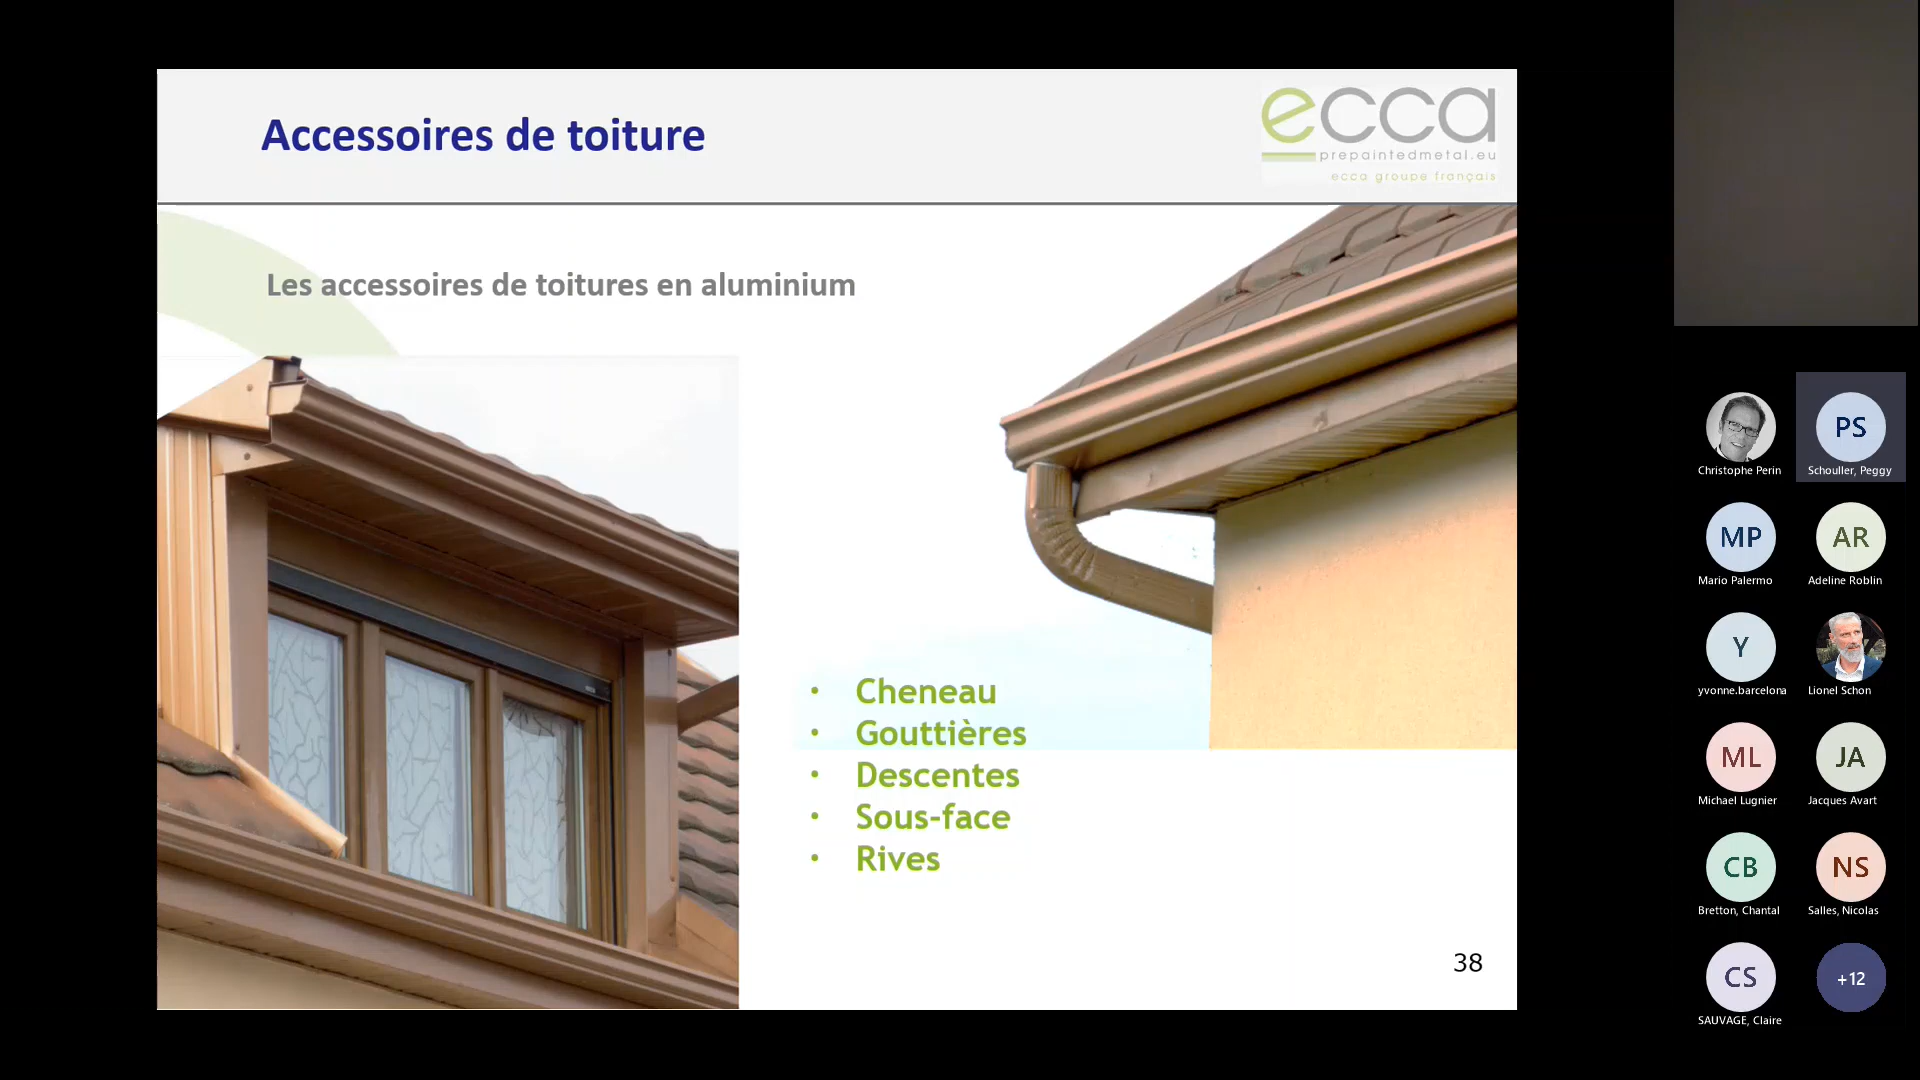 Accessoires de toiture
ecca
prepaintedmetal.eu
ecca groupe français
Les accessoires de toitures en aluminium
• Cheneau
• Gouttières
• Descentes
• Sous-face
• Rives
38
Christophe Perin
PS
Schouller, Peggy
MP
Mario Palermo
AR
Adeline Roblin
Y
yvonne.barcelona
Lionel Schon
ML
Michael Lugnier
JA
Jacques Avart
CB
Bretton, Chantal
NS
Salles, Nicolas
CS
SAUVAGE, Claire
+12